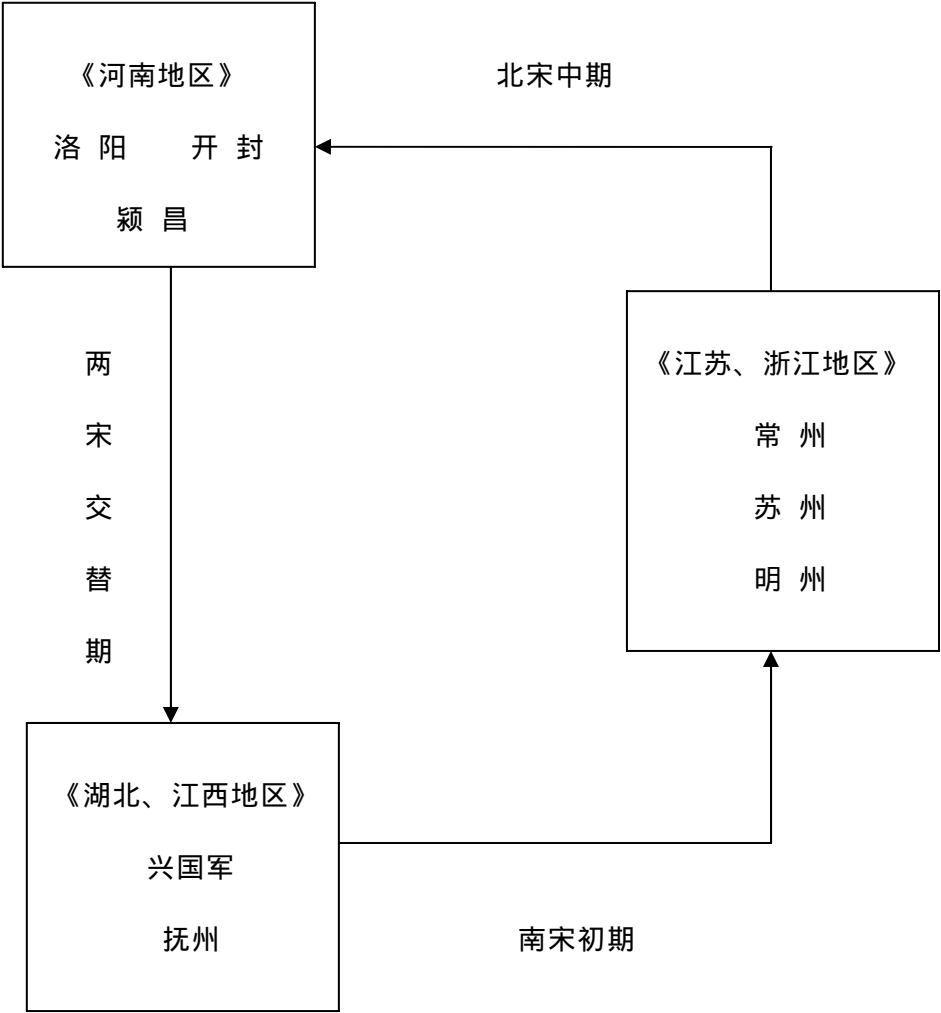 《河南地区》
洛 阳 开 封
颍 昌
北宋中期
《江苏、浙江地区》
常 州
苏 州
明 州
两
宋
交
替
期
《湖北、江西地区》
兴国军
抚州
南宋初期